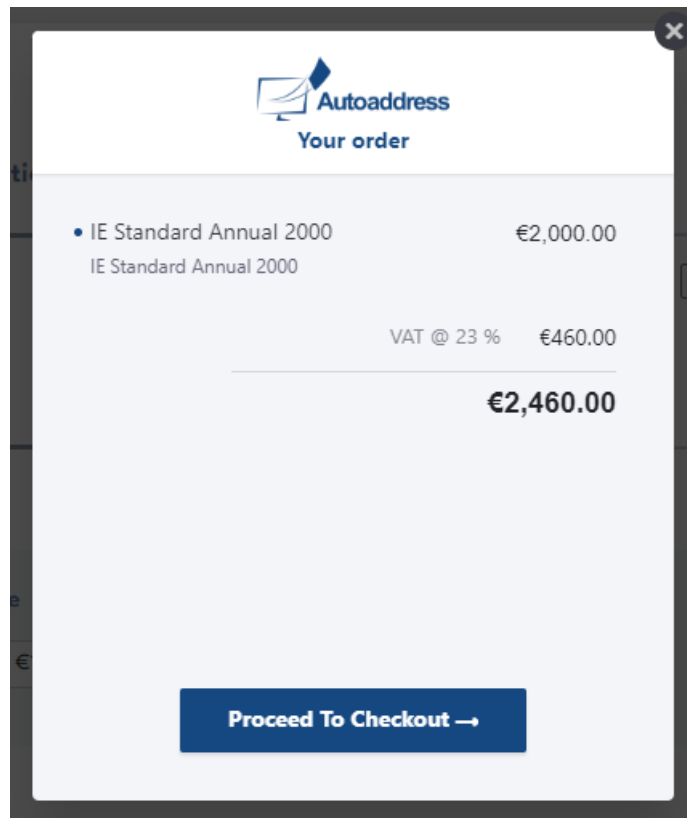 Autoaddress
Your order
ti
• IE Standard Annual 2000 €2,000.00
IE Standard Annual 2000
VAT @ 23 % €460.00
€2,460.00
e
€
Proceed To Checkout →